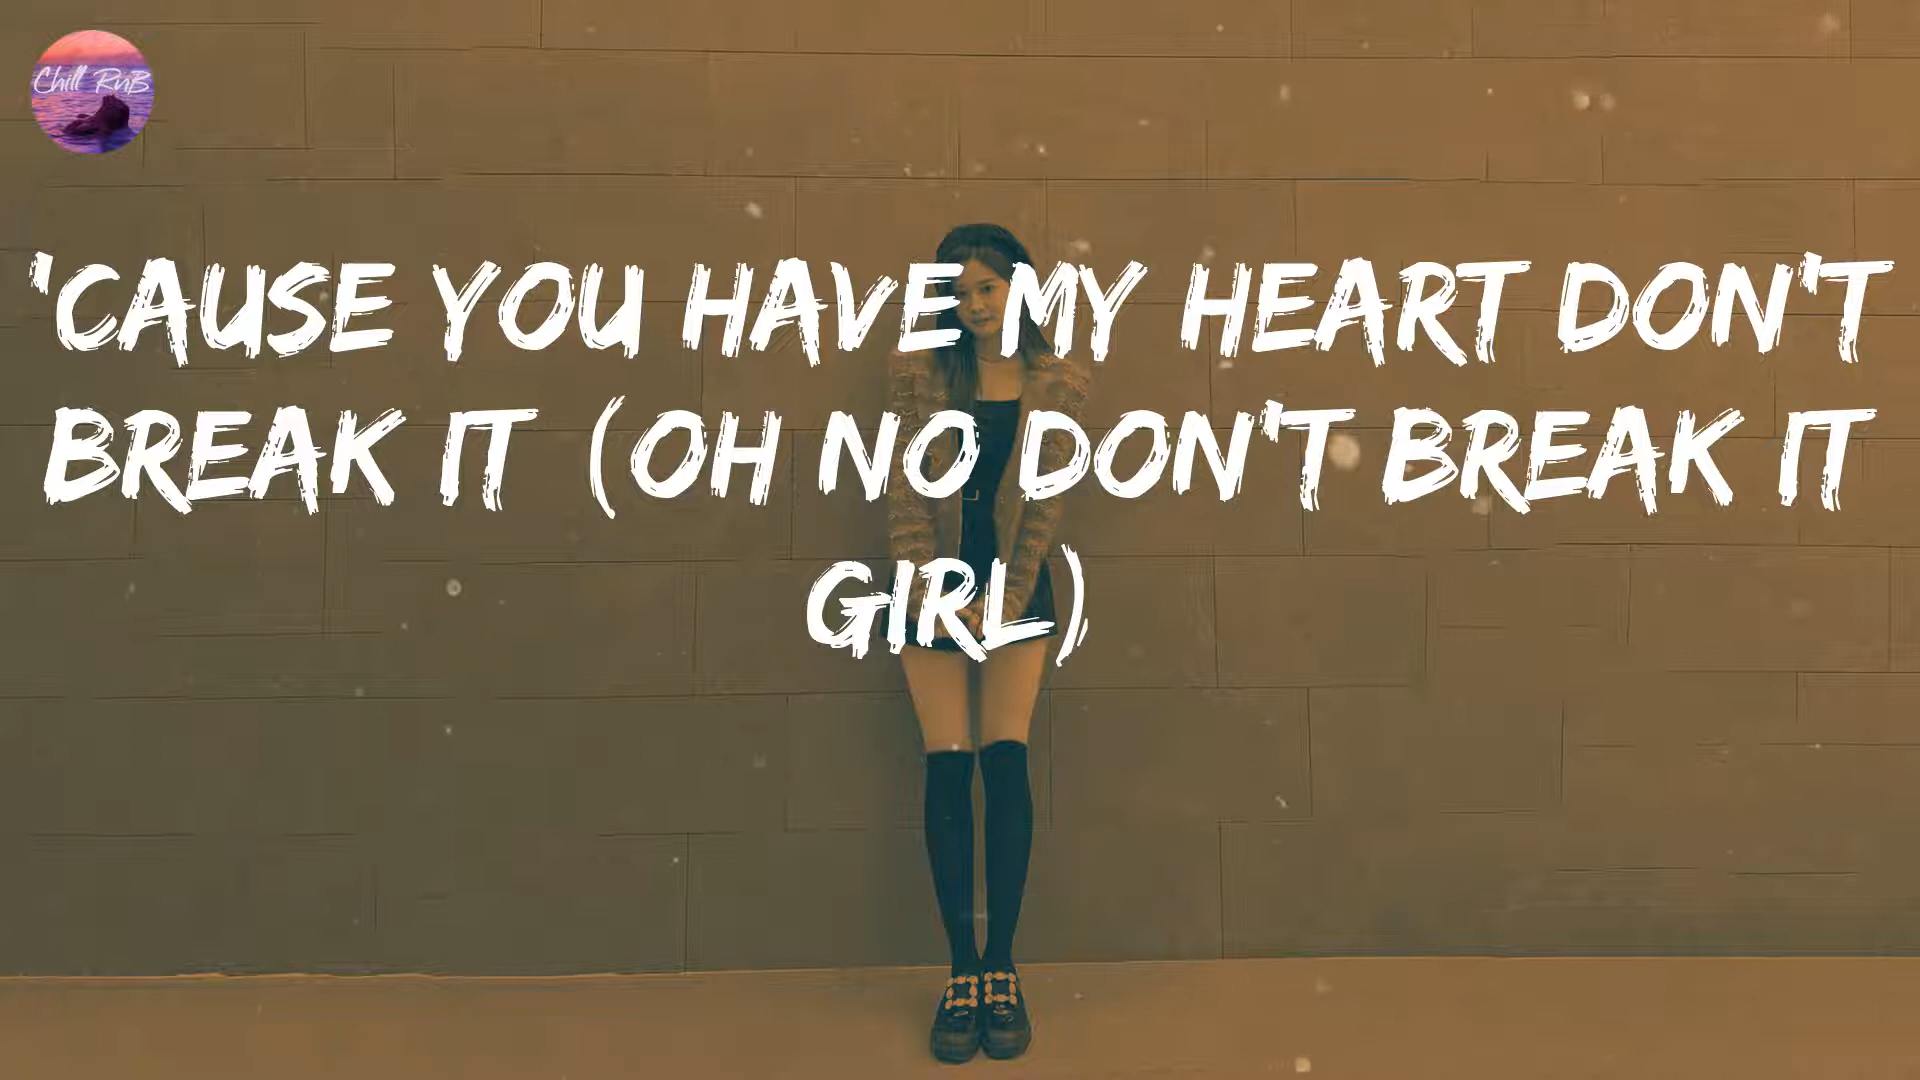 Chill RnB
'CAUSE YOU HAVE MY HEART DON'T
BREAK IT (OH NO DON'T BREAK IT
GIRL)